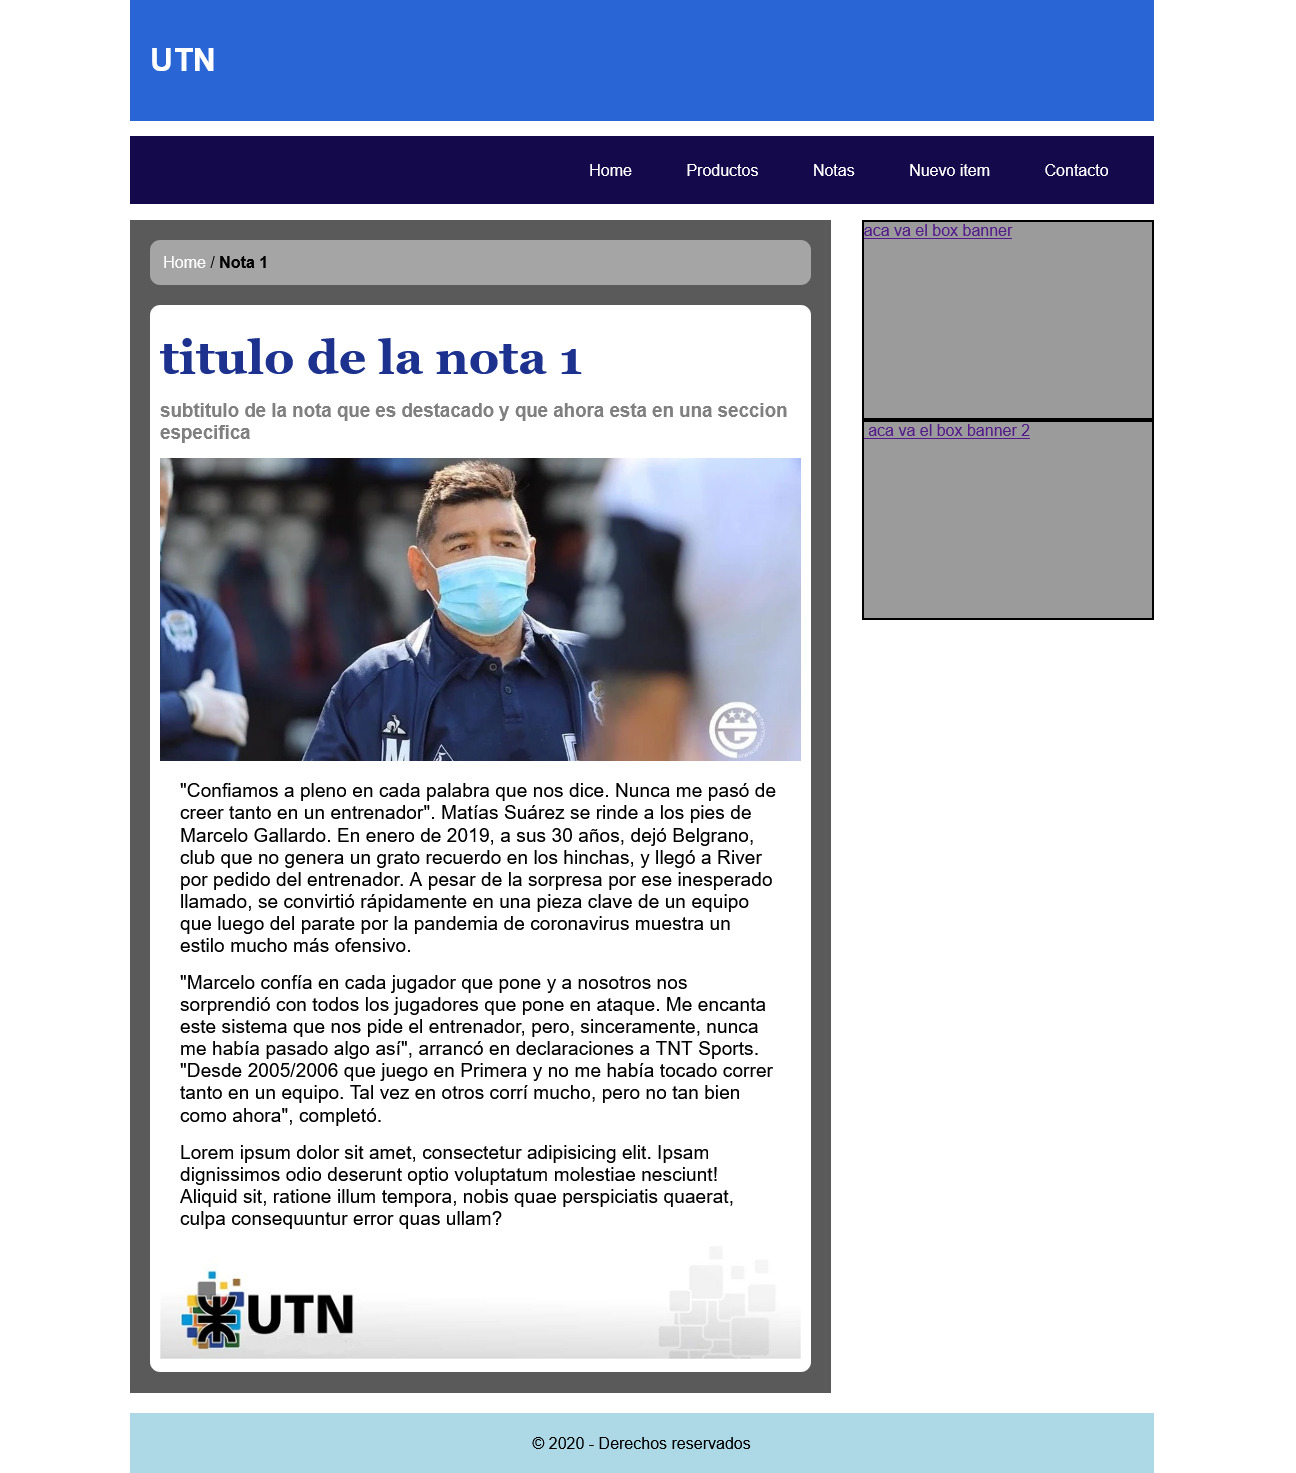 UTN
Home Productos Notas Nuevo item Contacto
Home / Nota 1
titulo de la nota 1
subtitulo de la nota que es destacado y que ahora esta en una seccion
especifica
M
"Confiamos a pleno en cada palabra que nos dice. Nunca me pasó de
creer tanto en un entrenador". Matías Suárez se rinde a los pies de
Marcelo Gallardo. En enero de 2019, a sus 30 años, dejó Belgrano,
club que no genera un grato recuerdo en los hinchas, y llegó a River
por pedido del entrenador. A pesar de la sorpresa por ese inesperado
llamado, se convirtió rápidamente en una pieza clave de un equipo
que luego del parate por la pandemia de coronavirus muestra un
estilo mucho más ofensivo.
"Marcelo confía en cada jugador que pone y a nosotros nos
sorprendió con todos los jugadores que pone en ataque. Me encanta
este sistema que nos pide el entrenador, pero, sinceramente, nunca
me había pasado algo así", arrancó en declaraciones a TNT Sports.
"Desde 2005/2006 que juego en Primera y no me había tocado correr
tanto en un equipo. Tal vez en otros corrí mucho, pero no tan bien
como ahora", completó.
Lorem ipsum dolor sit amet, consectetur adipisicing elit. Ipsam
dignissimos odio deserunt optio voluptatum molestiae nesciunt!
Aliquid sit, ratione illum tempora, nobis quae perspiciatis quaerat,
culpa consequuntur error quas ullam?
UTN
aca va el box banner
aca va el box banner 2
© 2020 - Derechos reservados